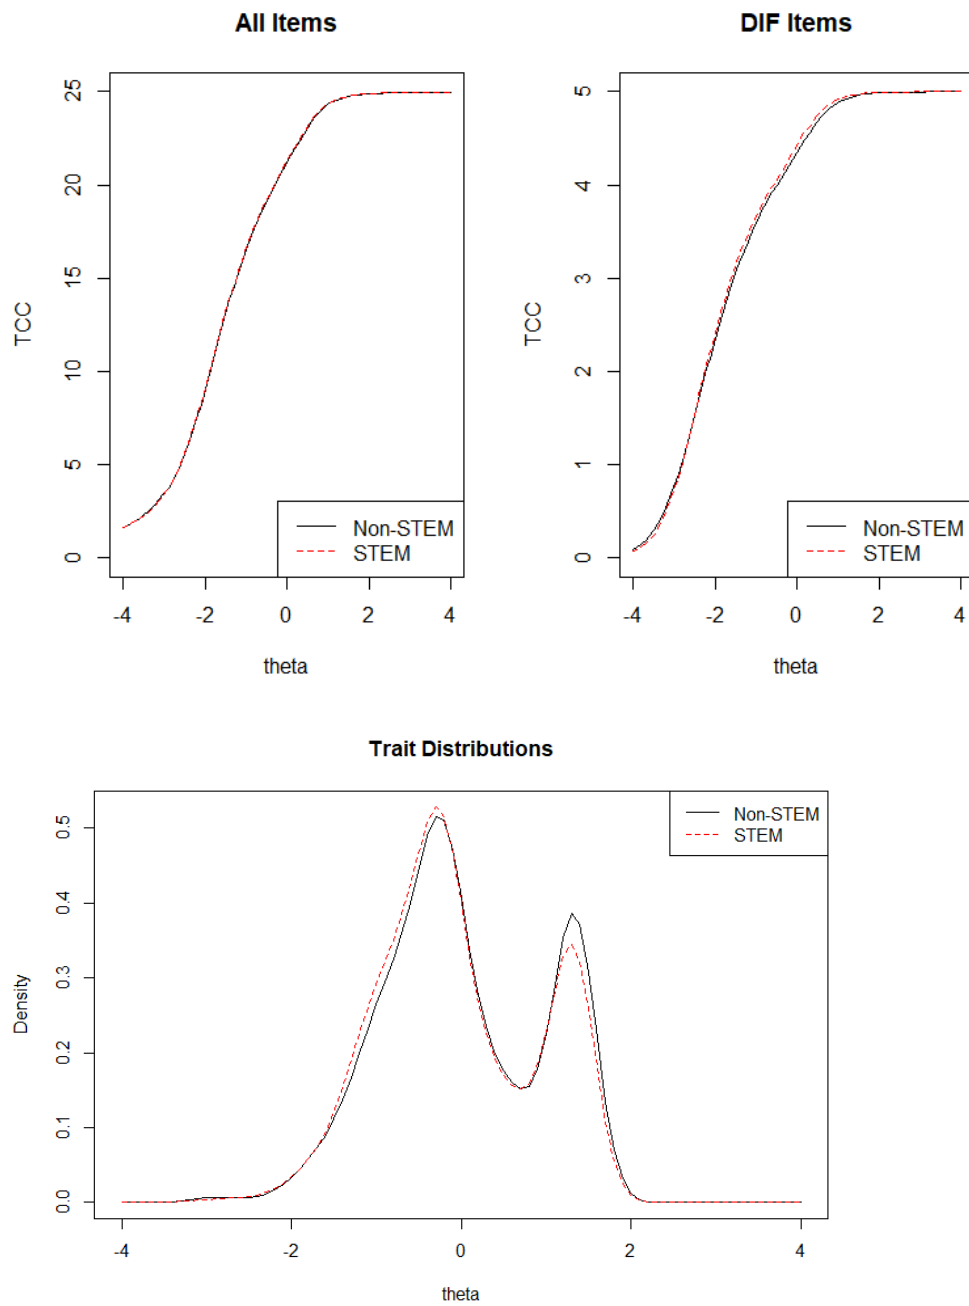 All Items
TCC
0
5
10
15
20
25
-4
-2
0
2
4
theta
Non-STEM
STEM
DIF Items
TCC
0
1
2
3
4
5
-4
-2
0
2
4
theta
Non-STEM
STEM
Trait Distributions
Density
0.0
0.1
0.2
0.3
0.4
0.5
-4
-2
0
2
4
theta
Non-STEM
STEM